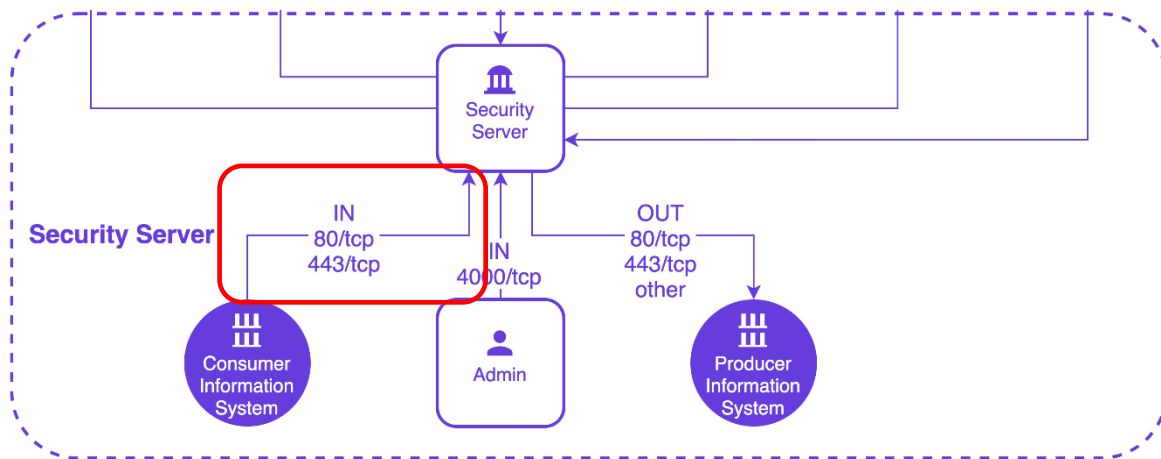 Security
Server
Security Server
IN
80/tcp
443/tcp
IN
4000/tcp
OUT
80/tcp
443/tcp
other
Consumer
Information
System
Admin
Producer
Information
System